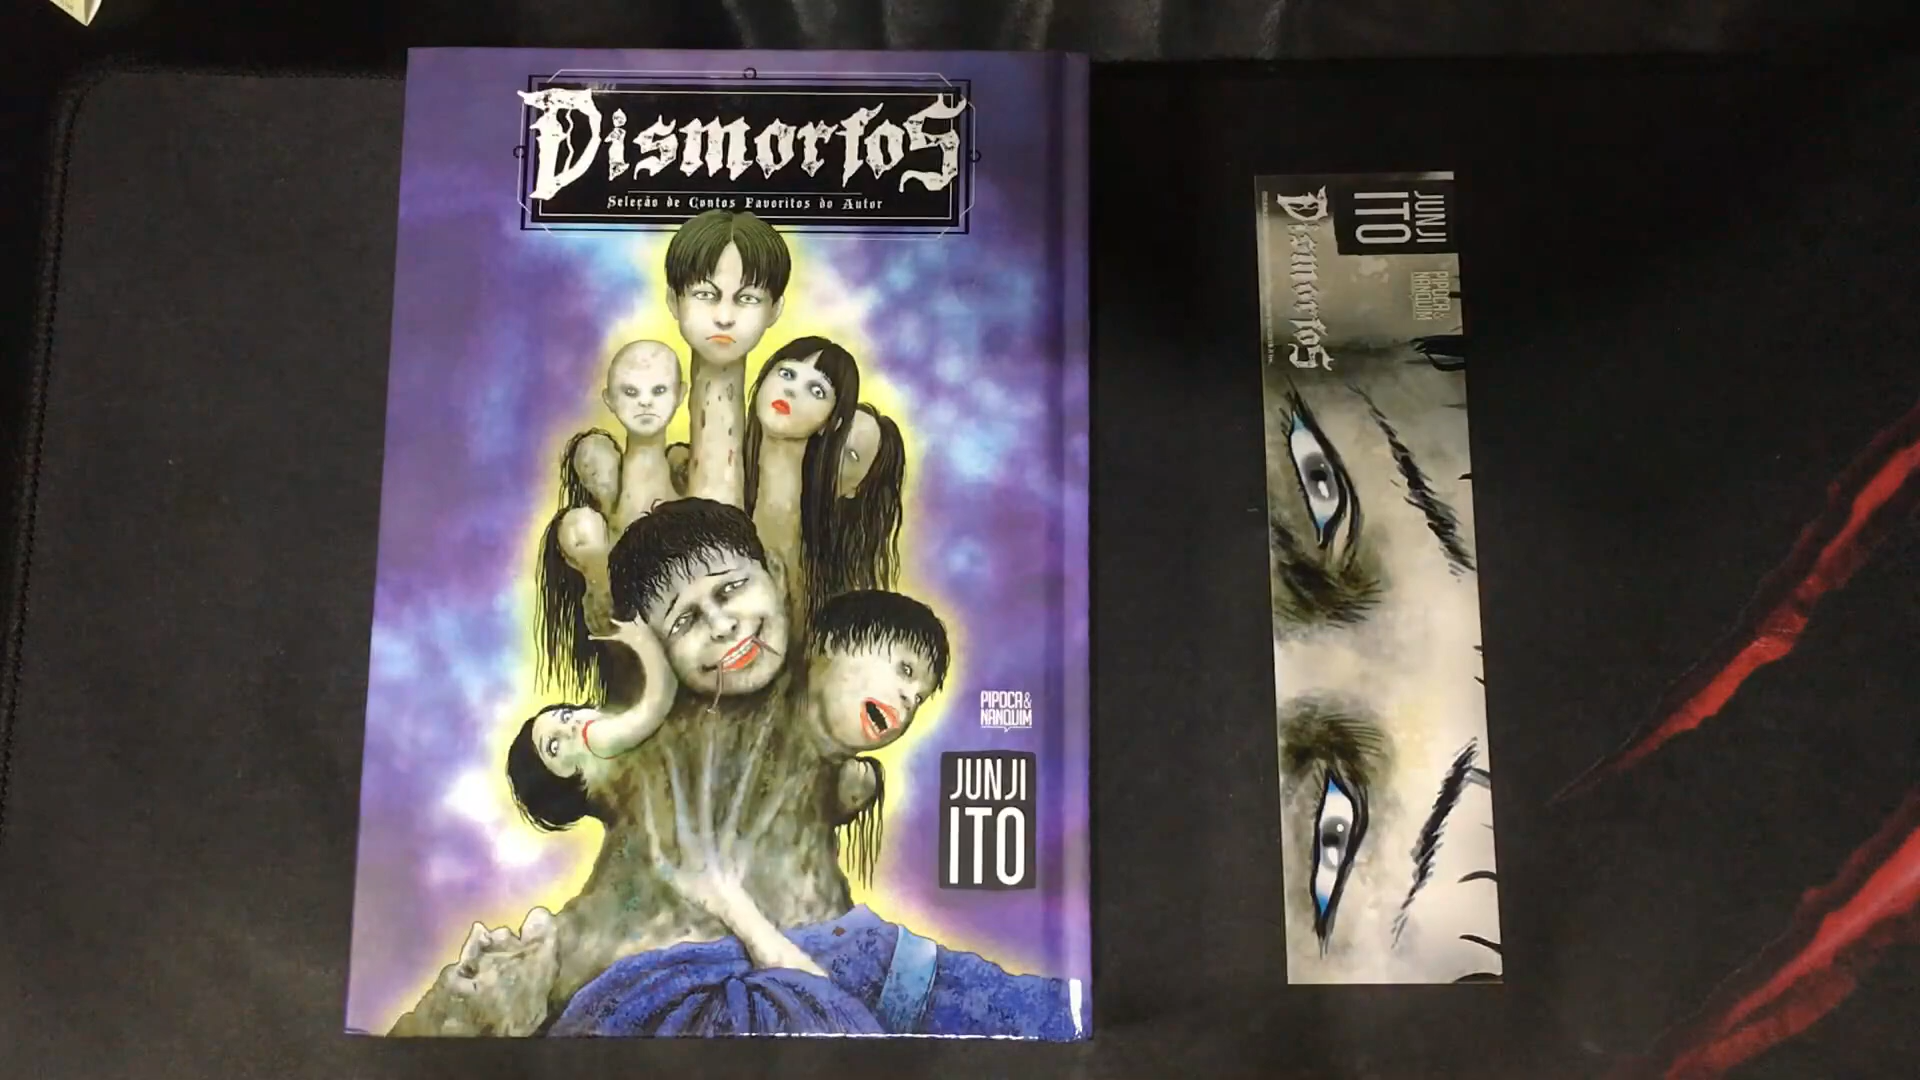 Dismorfos
Seleção de Contos Favoritos do Autor
PIPOCA &
NANQUIM
JUNJI
ITO
JUNJI
ITO
Dismorfos
PIPOCA &
NANQUIM